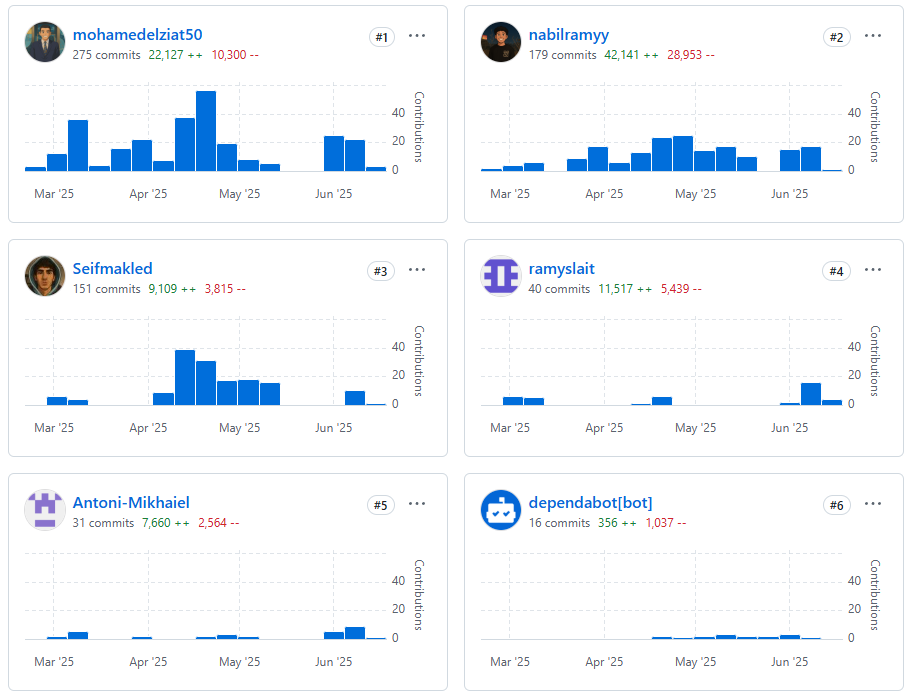 mohamedelziat50 #1 ···
275 commits 22,127 ++ 10,300 --
40
20
0
Contributions
Mar '25 Apr '25 May '25 Jun '25
nabilramyy #2 ···
179 commits 42,141 ++ 28,953 --
40
20
0
Contributions
Mar '25 Apr '25 May '25 Jun '25
Seifmakled #3 ···
151 commits 9,109 ++ 3,815 --
40
20
0
Contributions
Mar '25 Apr '25 May '25 Jun '25
ramyslait #4 ···
40 commits 11,517 ++ 5,439 --
40
20
0
Contributions
Mar '25 Apr '25 May '25 Jun '25
Antoni-Mikhaiel #5 ···
31 commits 7,660 ++ 2,564 --
40
20
0
Contributions
Mar '25 Apr '25 May '25 Jun '25
dependabot[bot] #6 ···
16 commits 356 ++ 1,037 --
40
20
0
Contributions
Mar '25 Apr '25 May '25 Jun '25